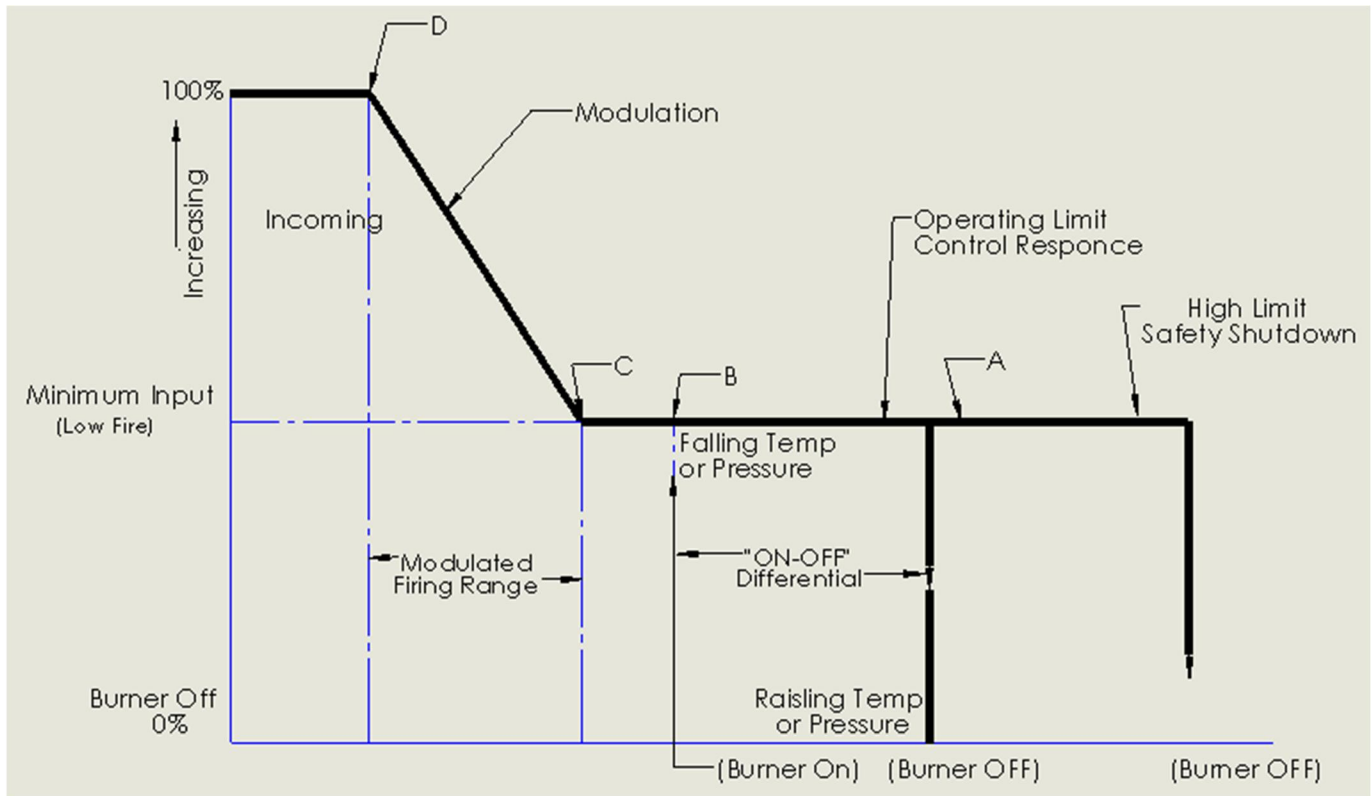 D
100%
Modulation
Increasing
Incoming
Operating Limit
Control Responce
High Limit
Safety Shutdown
C
B
A
Minimum Input
(Low Fire)
Falling Temp
or Pressure
Modulated
Firing Range
"ON-OFF"
Differential
Burner Off
0%
Raisling Temp
or Pressure
(Burner On)
(Burner OFF)
(Burner OFF)